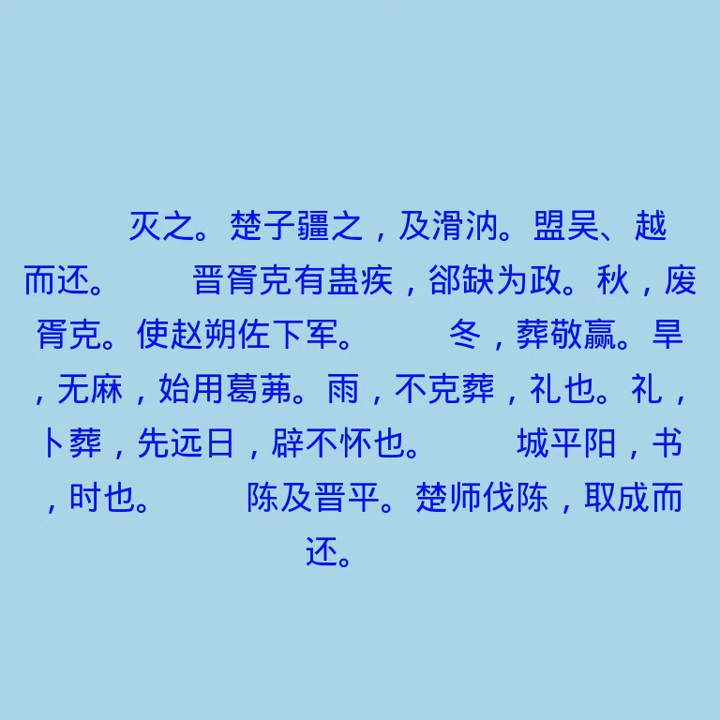 灭之。楚子疆之，及滑汭。盟吴、越
而还。 晋胥克有蛊疾，郤缺为政。秋，废
胥克。使赵朔佐下军。 冬，葬敬嬴。旱
，无麻，始用葛茀。雨，不克葬，礼也。礼，
卜葬，先远日，辟不怀也。 城平阳，书
，时也。 陈及晋平。楚师伐陈，取成而
还。